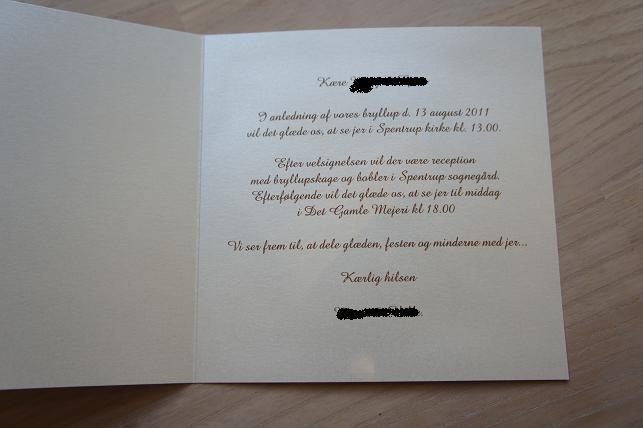 Kære
I anledning af vores bryllup d. 13 august 2011
vil det glæde os, at se jer i Spentrup kirke kl. 13.00.
Efter velsignelsen vil der være reception
med bryllupskage og bobler i Spentrup sognegård.
Efterfølgende vil det glæde os, at se jer til middag
i Det Gamle Mejeri kl 18.00
Vi ser frem til, at dele glæden, festen og minderne med jer...
Kærlig hilsen